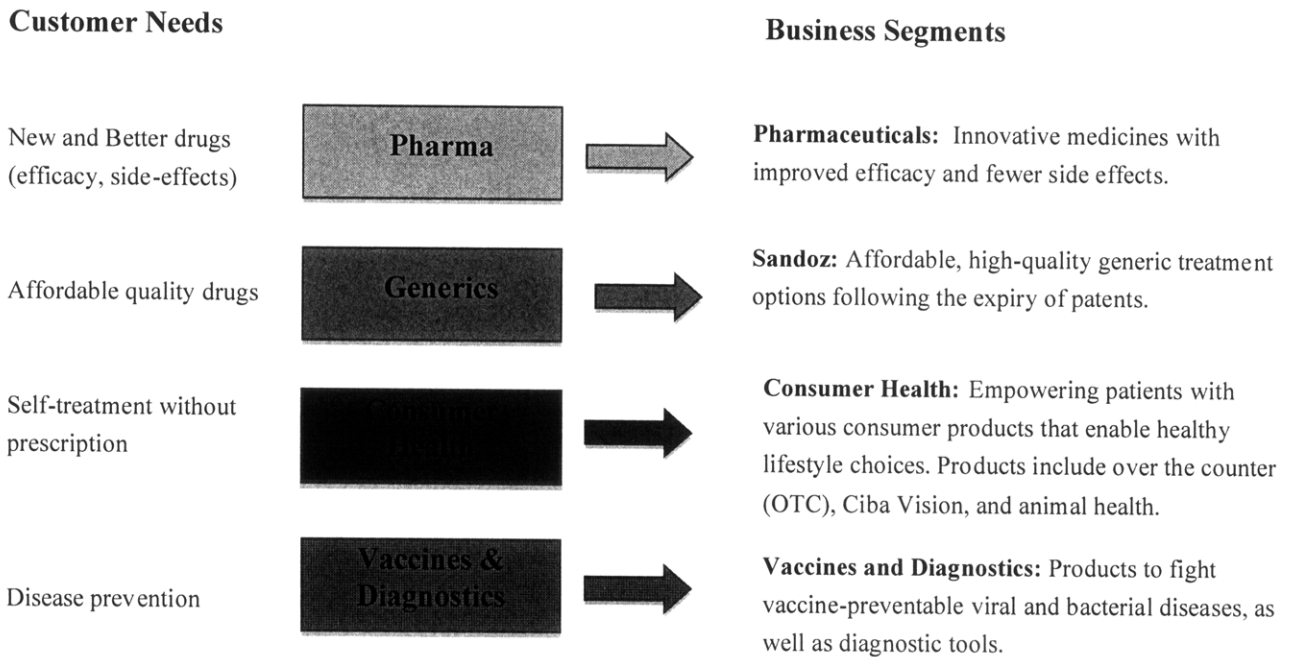 Customer Needs
Business Segments
New and Better drugs
(efficacy, side-effects)
Pharma
Pharmaceuticals: Innovative medicines with
improved efficacy and fewer side effects.
Affordable quality drugs
Generics
Sandoz: Affordable, high-quality generic treatment
options following the expiry of patents.
Self-treatment without
prescription
Consumer
Health
Consumer Health: Empowering patients with
various consumer products that enable healthy
lifestyle choices. Products include over the counter
(OTC), Ciba Vision, and animal health.
Disease prevention
Vaccines &
Diagnostics
Vaccines and Diagnostics: Products to fight
vaccine-preventable viral and bacterial diseases, as
well as diagnostic tools.